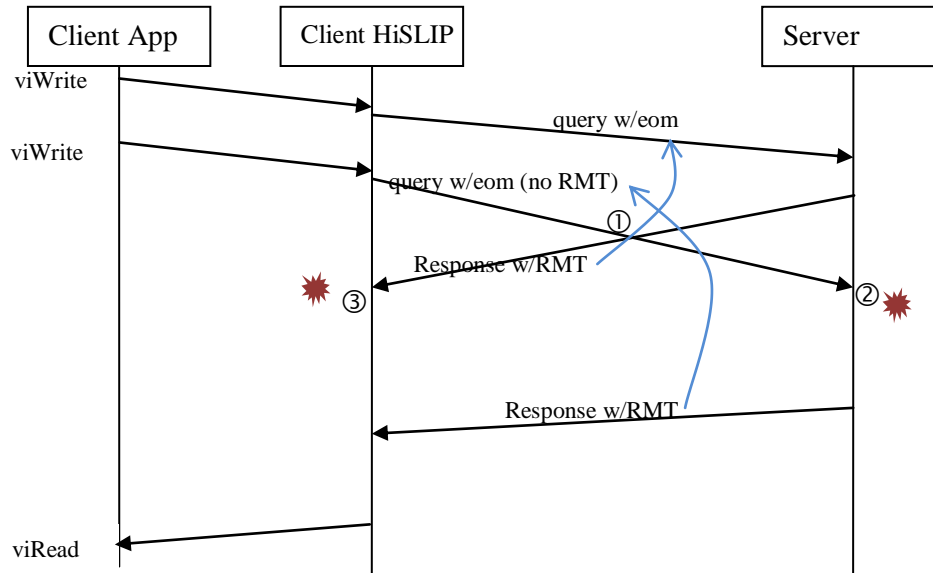 Client App
Client HiSLIP
Server
viWrite
query w/eom
viWrite
query w/eom (no RMT)
①
Response w/RMT
③
②
Response w/RMT
viRead